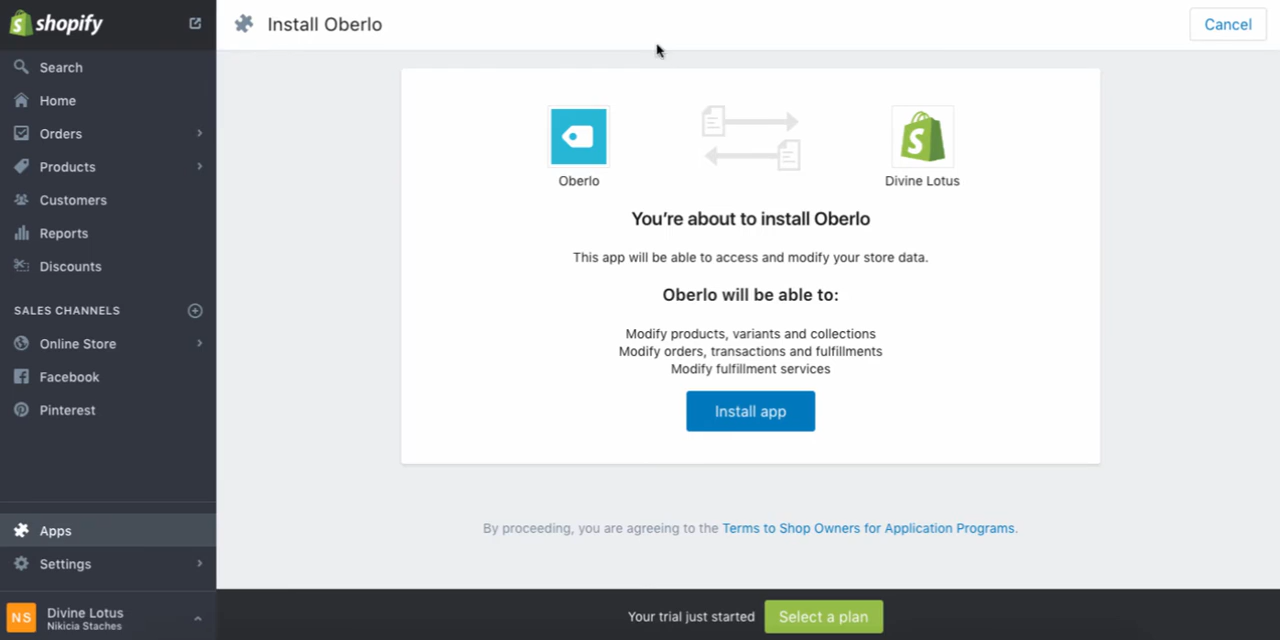 shopify
Search
Home
Orders
Products
Customers
Reports
Discounts
SALES CHANNELS
Online Store
Facebook
Pinterest
Apps
Settings
NS
Divine Lotus
Nikicia Staches
Install Oberlo
Cancel
Oberlo
Divine Lotus
You're about to install Oberlo
This app will be able to access and modify your store data.
Oberlo will be able to:
Modify products, variants and collections
Modify orders, transactions and fulfillments
Modify fulfillment services
Install app
By proceeding, you are agreeing to the Terms to Shop Owners for Application Programs.
Your trial just started
Select a plan